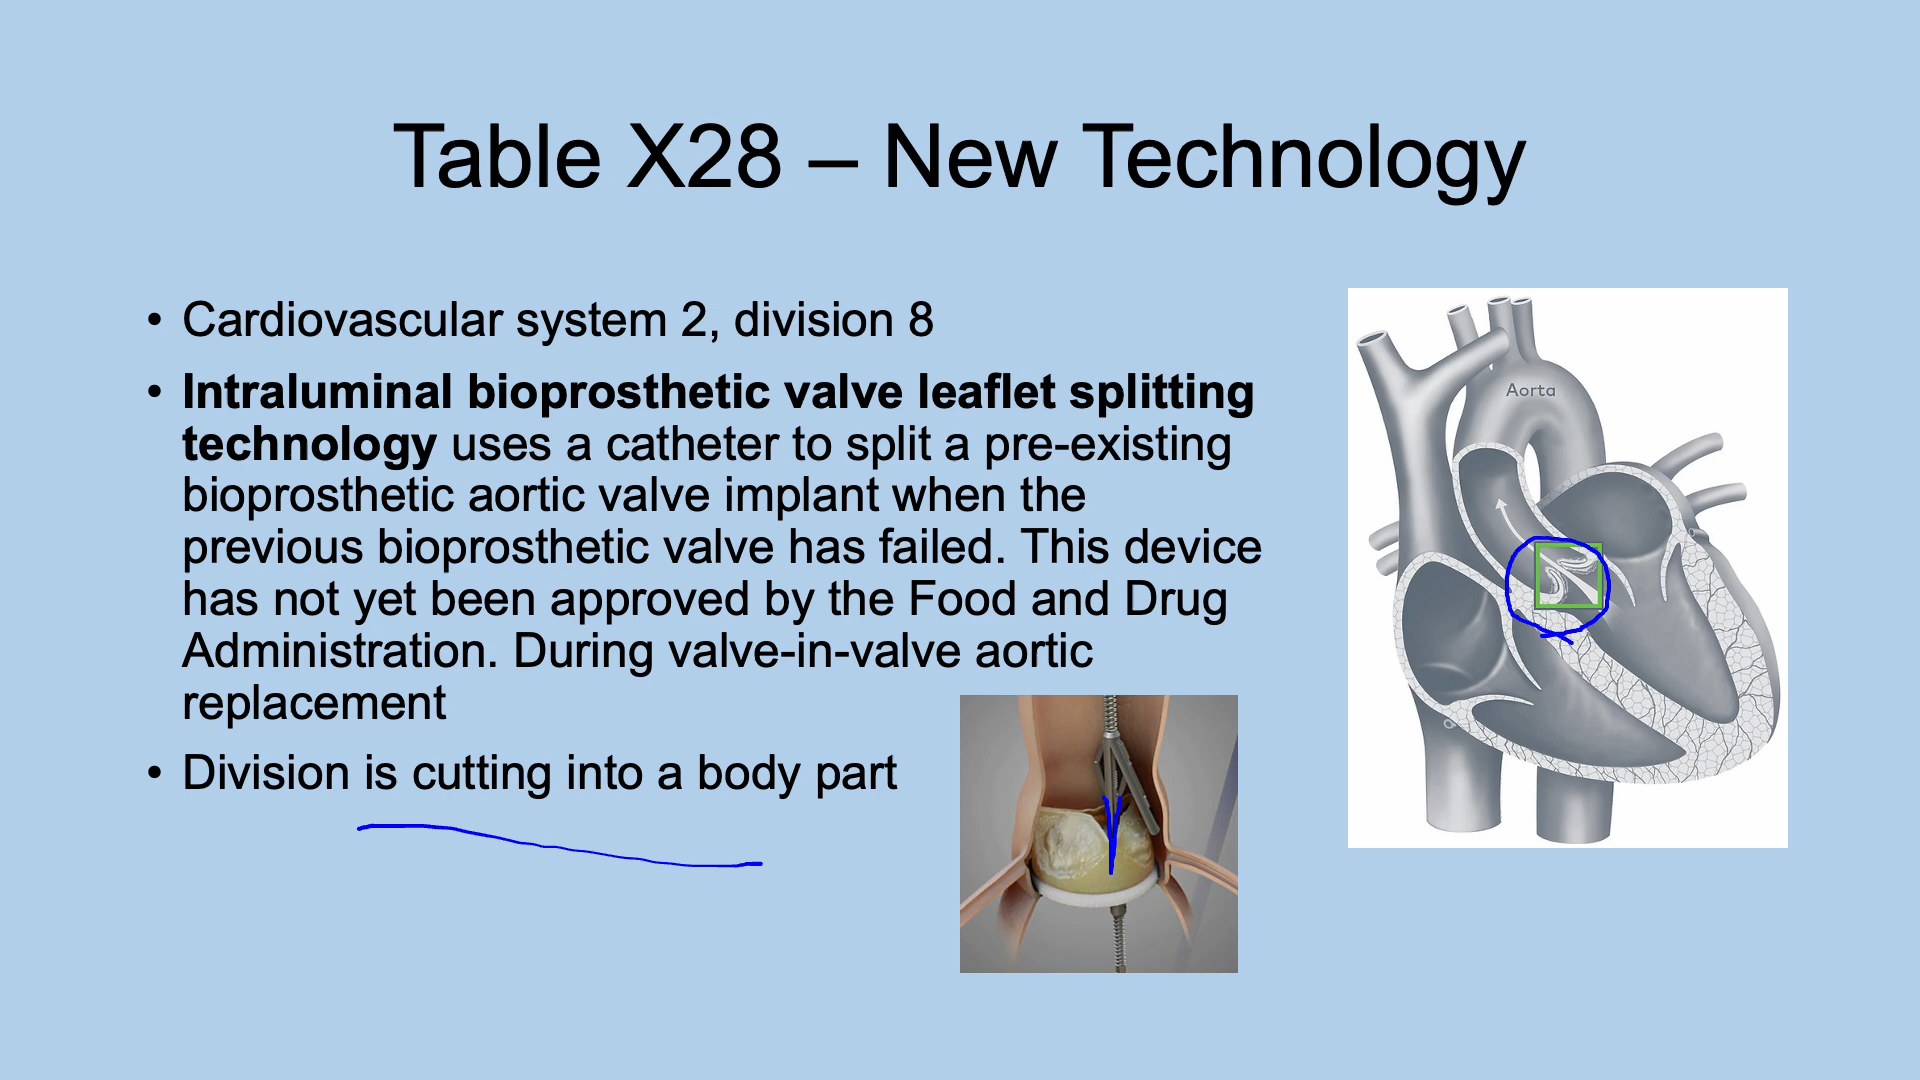 Table X28 – New Technology
• Cardiovascular system 2, division 8
• Intraluminal bioprosthetic valve leaflet splitting
technology uses a catheter to split a pre-existing
bioprosthetic aortic valve implant when the
previous bioprosthetic valve has failed. This device
has not yet been approved by the Food and Drug
Administration. During valve-in-valve aortic
replacement
• Division is cutting into a body part
Aorta